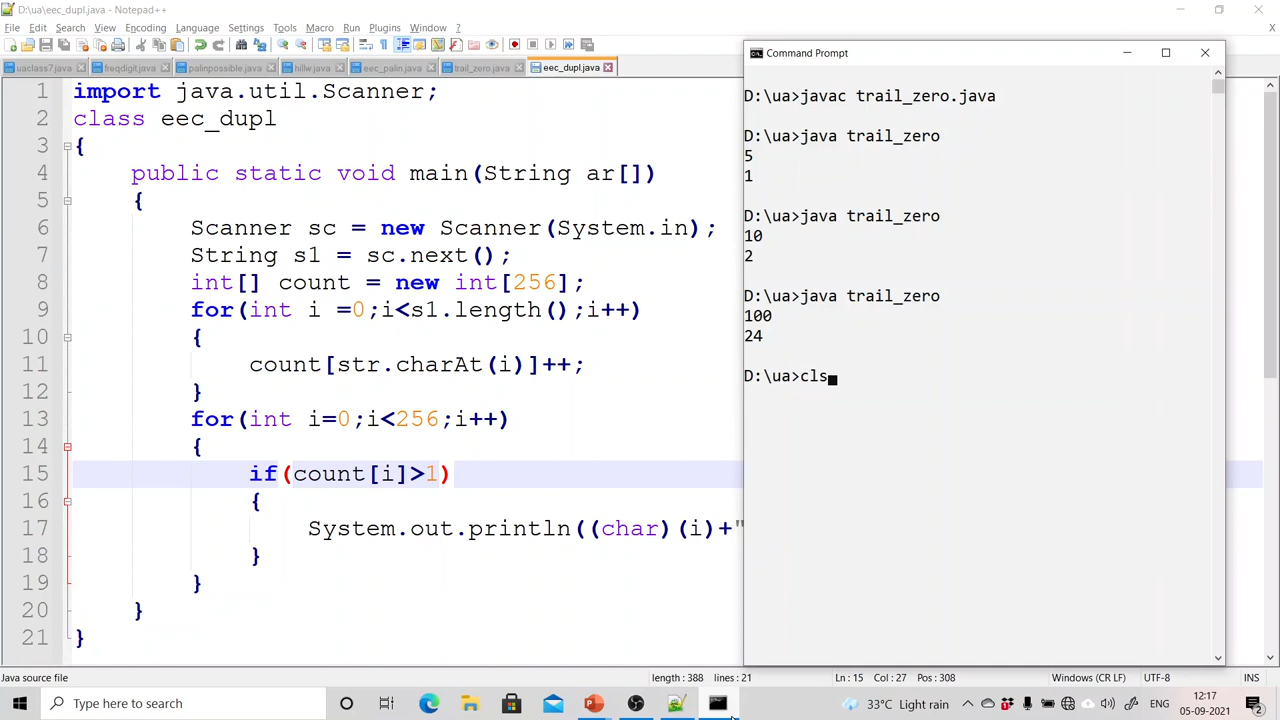 D:\ua\eec_dupl.java - Notepad++
File Edit Search View Encoding Language Settings Tools Macro Run Plugins Window ?
uaclass7.java freqdigit.java palinpossible.java hillw.java eec_palin.java trail_zero.java eec_dupl.java
1 import java.util.Scanner;
2 class eec_dupl
3 {
4 public static void main(String ar[])
5 {
6 Scanner sc = new Scanner(System.in);
7 String s1 = sc.next();
8 int[] count = new int[256];
9 for(int i =0;i<s1.length();i++)
10 {
11 count[str.charAt(i)]++;
12 }
13 for(int i=0;i<256;i++)
14 {
15 if(count[i]>1)
16 {
17 System.out.println((char)(i)+"
18 }
19 }
20 }
21 }
Command Prompt
D:\ua>javac trail_zero.java
D:\ua>java trail_zero
5
1
D:\ua>java trail_zero
10
2
D:\ua>java trail_zero
100
24
D:\ua>cls
Java source file length : 388 lines : 21 Ln : 15 Col : 27 Pos : 308 Windows (CR LF) UTF-8 INS
Type here to search
33°C Light rain
ENG
12:17
05-09-2021
2